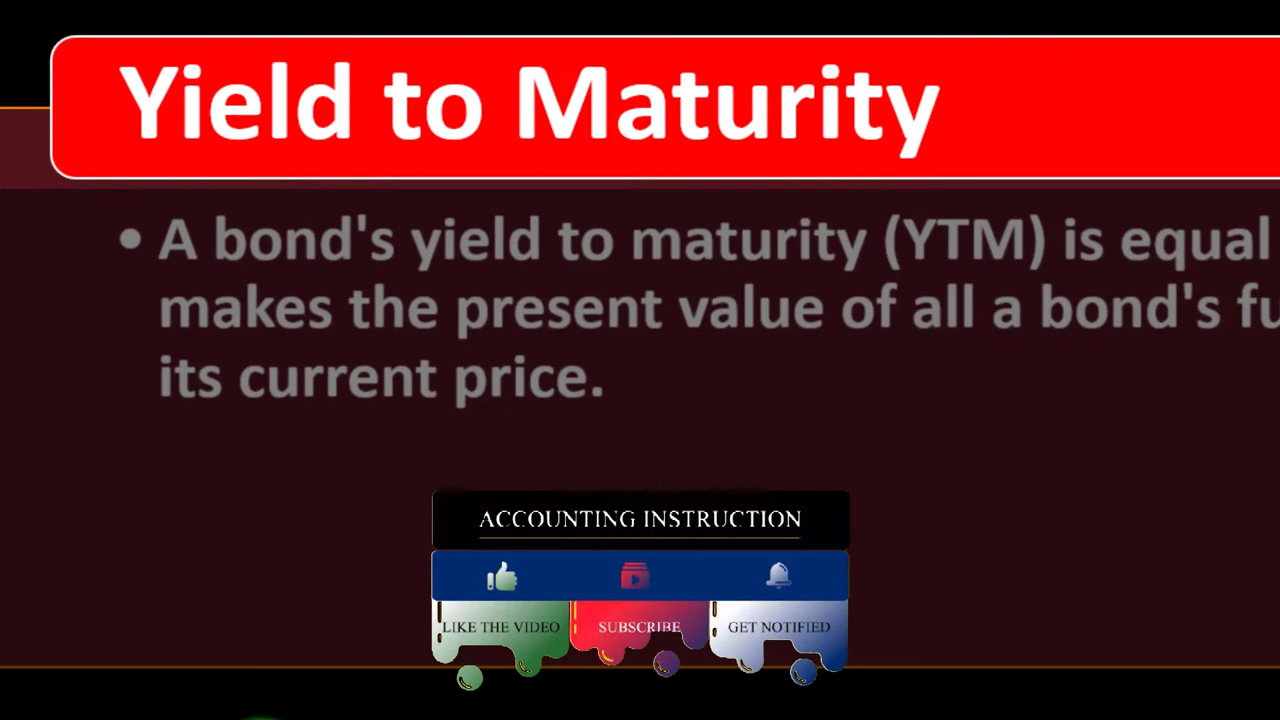 Yield to Maturity
• A bond's yield to maturity (YTM) is equal
makes the present value of all a bond's
its current price.
ACCOUNTING INSTRUCTION
LIKE THE VIDEO SUBSCRIBE GET NOTIFIED